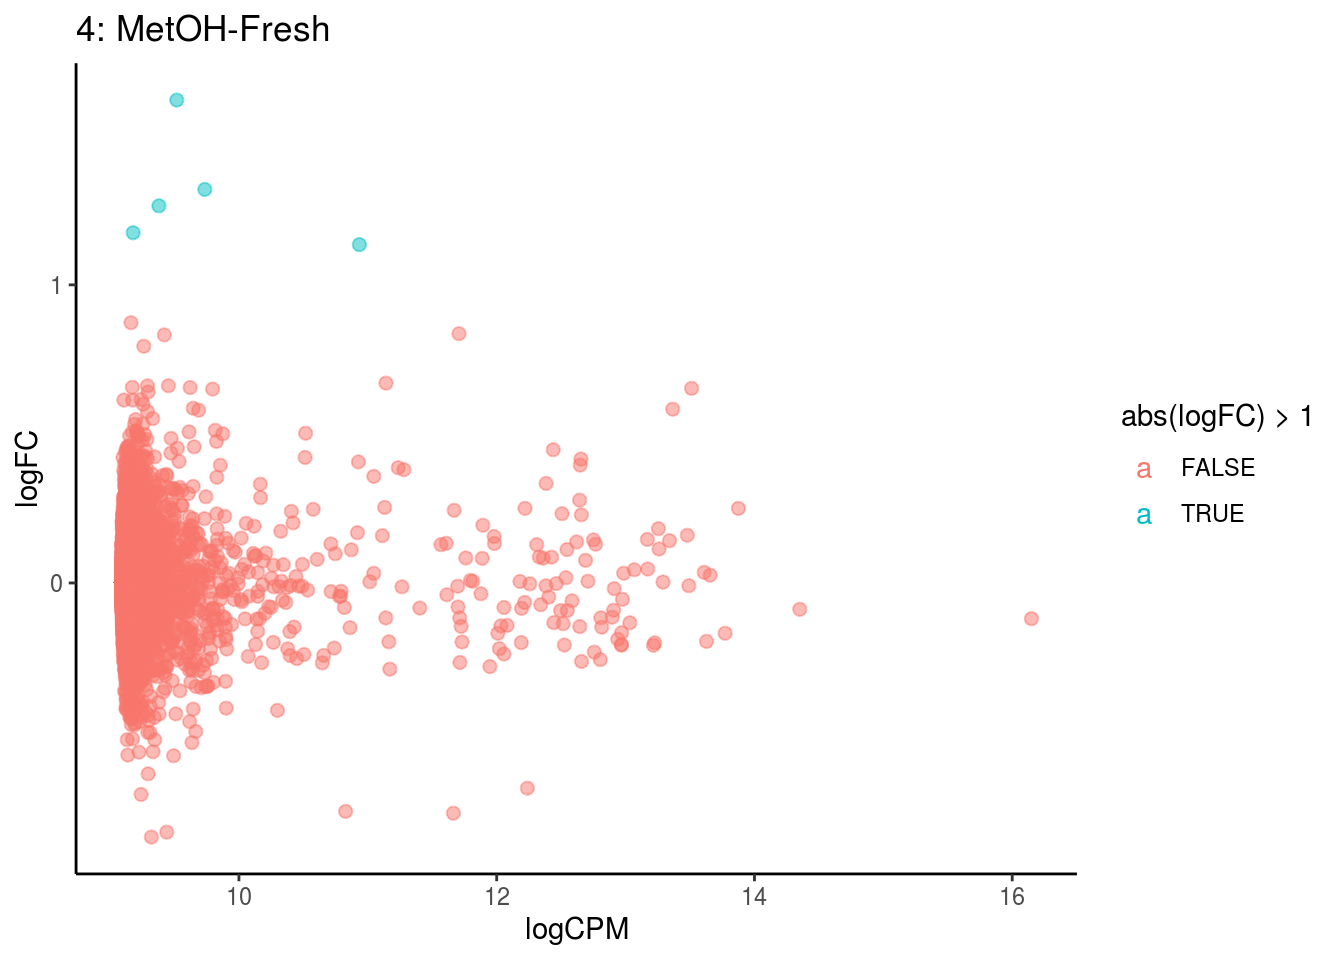 4: MetOH-Fresh
logFC
1
0
10
12
14
16
logCPM
abs(logFC) > 1
a FALSE
a TRUE